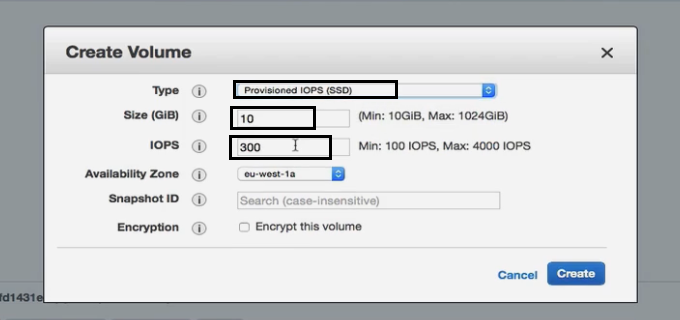 Create Volume
Type Provisioned IOPS (SSD)
Size (GiB) 10 (Min: 10GiB, Max: 1024GiB)
IOPS 300 Min: 100 IOPS, Max: 4000 IOPS
Availability Zone eu-west-1a
Snapshot ID Search (case-insensitive)
Encryption Encrypt this volume
Cancel Create
fd1431e